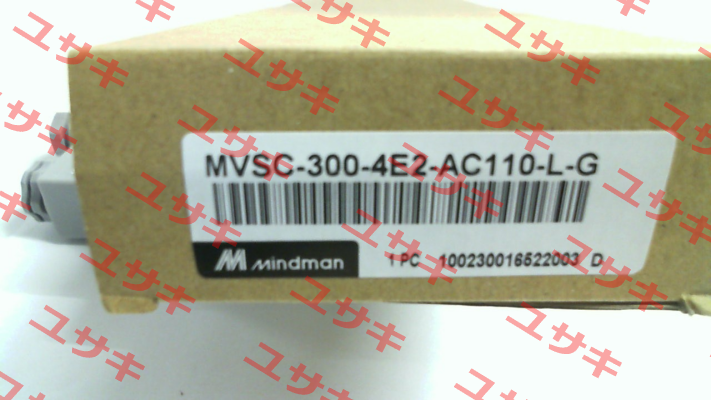 MVSC-300-4E2-AC110-L-G
Mindman 1 PC 100230016522003 D
ユサキ